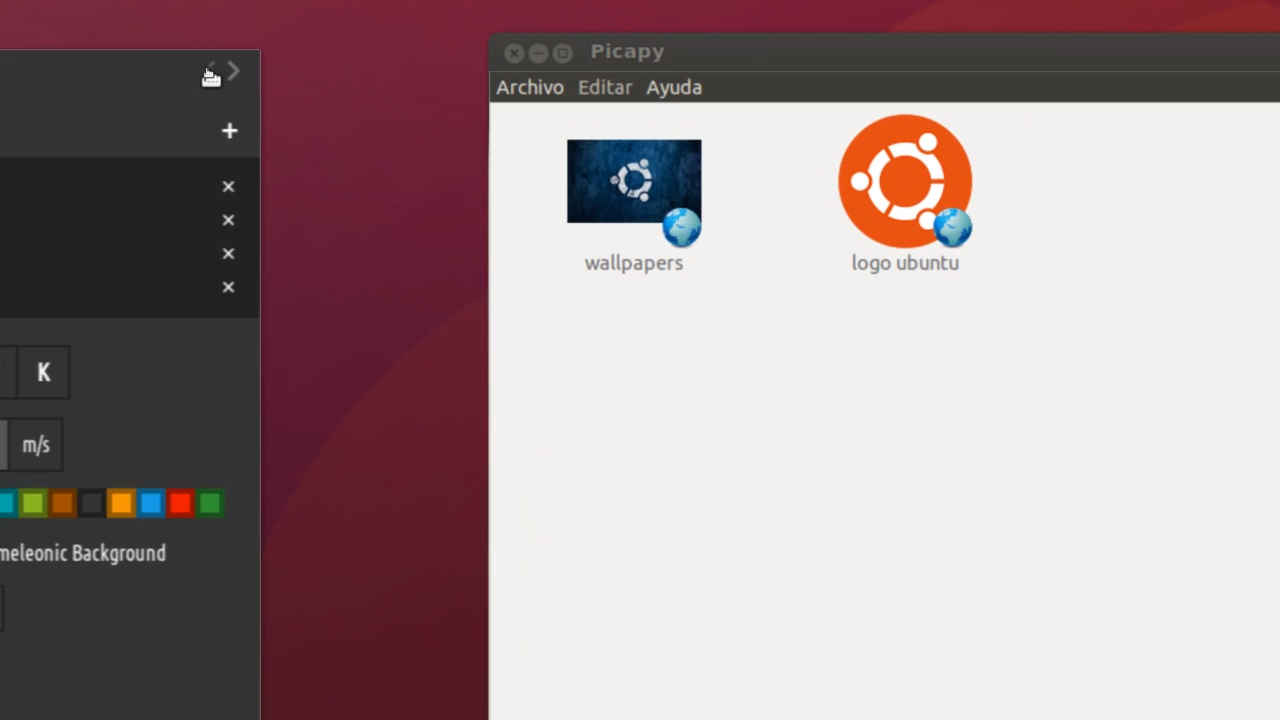 Picapy
Archivo Editar Ayuda
wallpapers
logo ubuntu
K
m/s
meleonic Background